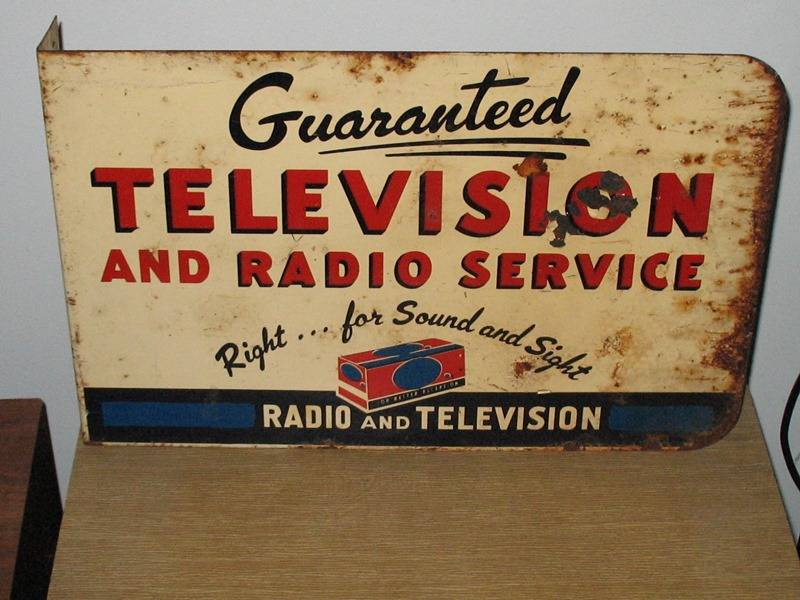 Guaranteed
TELEVISION
AND RADIO SERVICE
Right ... for Sound and Sight
RADIO AND TELEVISION